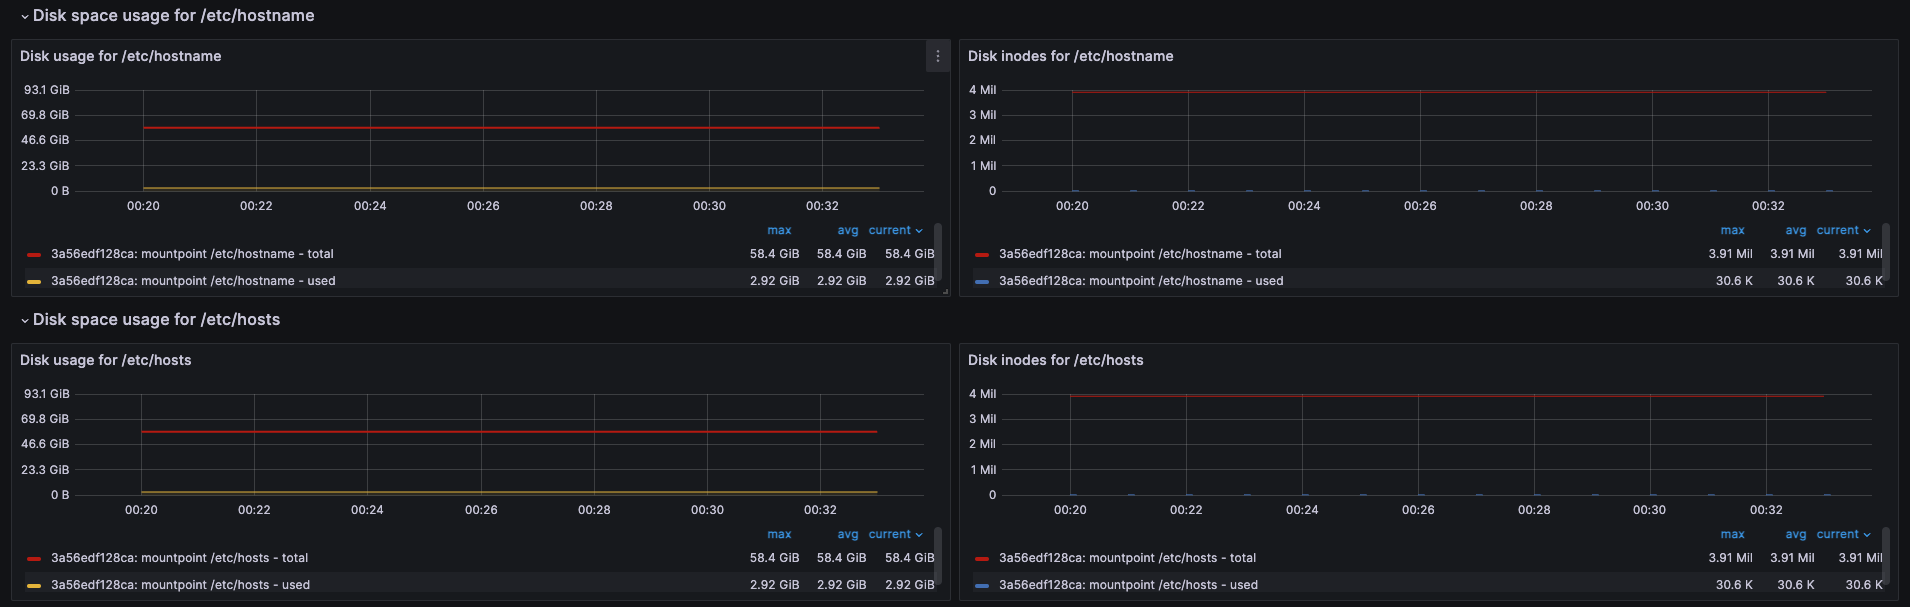 Disk space usage for /etc/hostname
Disk usage for /etc/hostname
93.1 GiB
69.8 GiB
46.6 GiB
23.3 GiB
0 B
00:20 00:22 00:24 00:26 00:28 00:30 00:32
max avg current
3a56edf128ca: mountpoint /etc/hostname - total 58.4 GiB 58.4 GiB 58.4 GiB
3a56edf128ca: mountpoint /etc/hostname - used 2.92 GiB 2.92 GiB 2.92 GiB
Disk inodes for /etc/hostname
4 Mil
3 Mil
2 Mil
1 Mil
0
00:20 00:22 00:24 00:26 00:28 00:30 00:32
max avg current
3a56edf128ca: mountpoint /etc/hostname - total 3.91 Mil 3.91 Mil 3.91 Mil
3a56edf128ca: mountpoint /etc/hostname - used 30.6 K 30.6 K 30.6 K
Disk space usage for /etc/hosts
Disk usage for /etc/hosts
93.1 GiB
69.8 GiB
46.6 GiB
23.3 GiB
0 B
00:20 00:22 00:24 00:26 00:28 00:30 00:32
max avg current
3a56edf128ca: mountpoint /etc/hosts - total 58.4 GiB 58.4 GiB 58.4 GiB
3a56edf128ca: mountpoint /etc/hosts - used 2.92 GiB 2.92 GiB 2.92 GiB
Disk inodes for /etc/hosts
4 Mil
3 Mil
2 Mil
1 Mil
0
00:20 00:22 00:24 00:26 00:28 00:30 00:32
max avg current
3a56edf128ca: mountpoint /etc/hosts - total 3.91 Mil 3.91 Mil 3.91 Mil
3a56edf128ca: mountpoint /etc/hosts - used 30.6 K 30.6 K 30.6 K